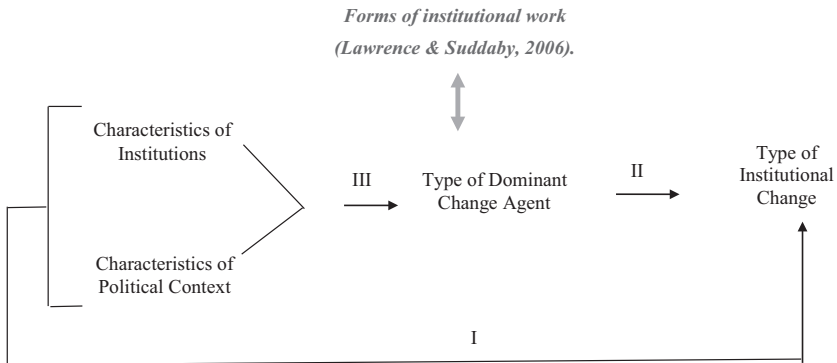 Forms of institutional work
(Lawrence & Suddaby, 2006).
Characteristics of
Institutions
III
Type of Dominant
Change Agent
II
Type of
Institutional
Change
Characteristics of
Political Context
I